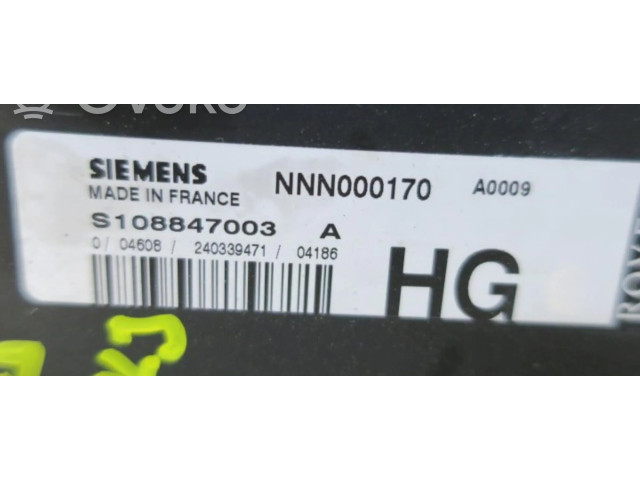 SIEMENS NNN000170 A0009
MADE IN FRANCE
S108847003 A
0/ 04608 / 240339471 / 04186
HG